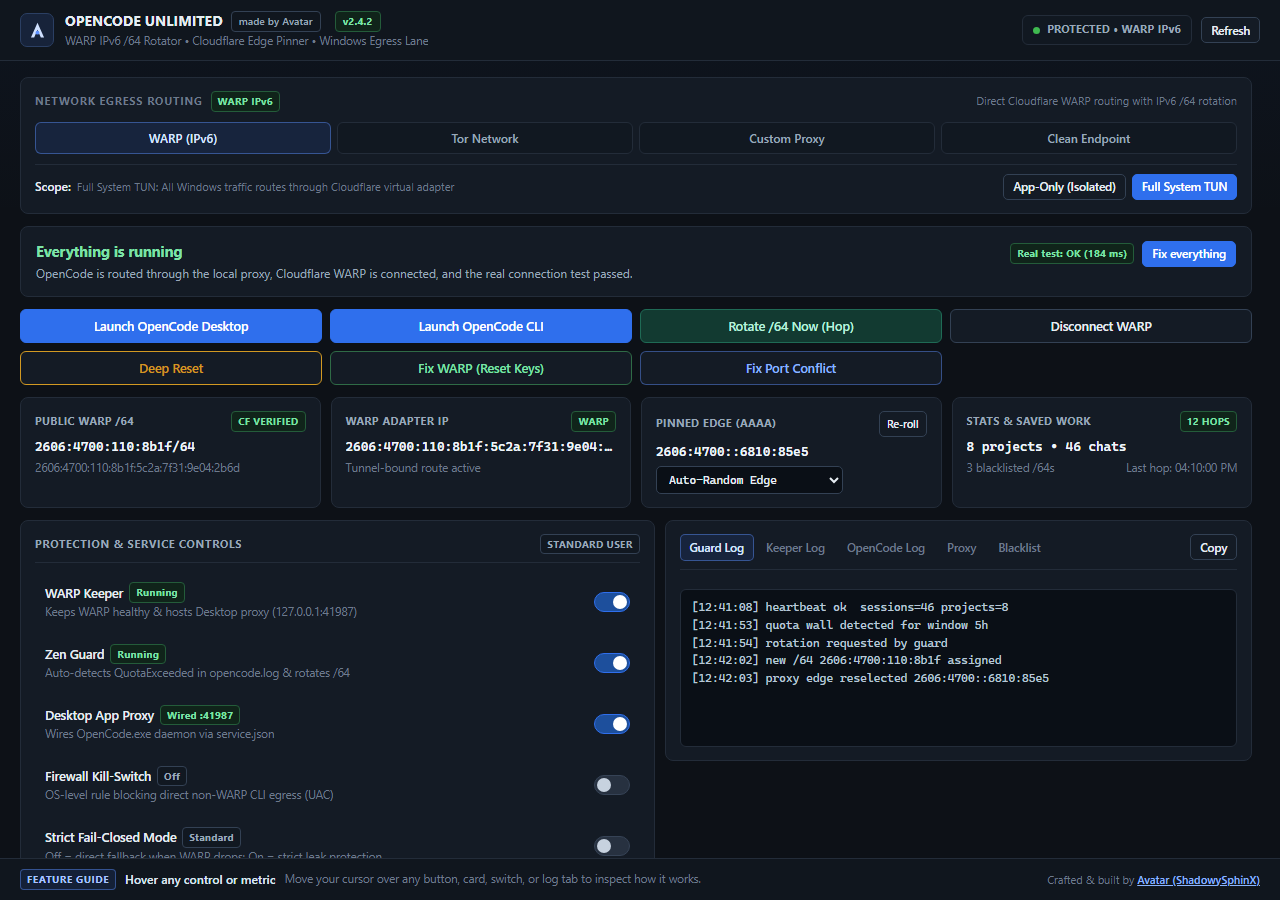 OPENCODE UNLIMITED made by Avatar v2.4.2
WARP IPv6 /64 Rotator • Cloudflare Edge Pinner • Windows Egress Lane
PROTECTED • WARP IPv6 Refresh
NETWORK EGRESS ROUTING WARP IPv6 Direct Cloudflare WARP routing with IPv6 /64 rotation
WARP (IPv6) Tor Network Custom Proxy Clean Endpoint
Scope: Full System TUN: All Windows traffic routes through Cloudflare virtual adapter App-Only (Isolated) Full System TUN
Everything is running
OpenCode is routed through the local proxy, Cloudflare WARP is connected, and the real connection test passed.
Real test: OK (184 ms) Fix everything
Launch OpenCode Desktop Launch OpenCode CLI Rotate /64 Now (Hop) Disconnect WARP
Deep Reset Fix WARP (Reset Keys) Fix Port Conflict
PUBLIC WARP /64 CF VERIFIED
2606:4700:110:8b1f/64
2606:4700:110:8b1f:5c2a:7f31:9e04:2b6d
WARP ADAPTER IP WARP
2606:4700:110:8b1f:5c2a:7f31:9e04:…
Tunnel-bound route active
PINNED EDGE (AAAA) Re-roll
2606:4700::6810:85e5
Auto-Random Edge
STATS & SAVED WORK 12 HOPS
8 projects • 46 chats
3 blacklisted /64s Last hop: 04:10:00 PM
PROTECTION & SERVICE CONTROLS STANDARD USER
WARP Keeper Running
Keeps WARP healthy & hosts Desktop proxy (127.0.0.1:41987)
Zen Guard Running
Auto-detects QuotaExceeded in opencode.log & rotates /64
Desktop App Proxy Wired :41987
Wires OpenCode.exe daemon via service.json
Firewall Kill-Switch Off
OS-level rule blocking direct non-WARP CLI egress (UAC)
Strict Fail-Closed Mode Standard
Off = direct fallback when WARP drops; On = strict leak protection
Guard Log Keeper Log OpenCode Log Proxy Blacklist Copy
[12:41:08] heartbeat ok  sessions=46 projects=8
[12:41:53] quota wall detected for window 5h
[12:41:54] rotation requested by guard
[12:42:02] new /64 2606:4700:110:8b1f assigned
[12:42:03] proxy edge reselected 2606:4700::6810:85e5
FEATURE GUIDE Hover any control or metric Move your cursor over any button, card, switch, or log tab to inspect how it works.
Crafted & built by Avatar (ShadowySphinX)